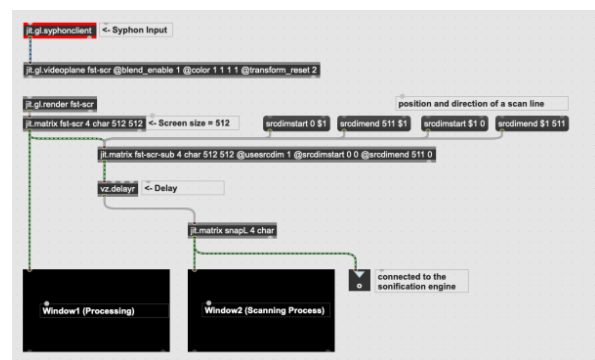 jit.gl.syphonclient
<- Syphon Input
jit.gl.videoplane fst-scr @blend_enable 1 @color 1 1 1 1 @transform_reset 2
jit.gl.render fst-scr
position and direction of a scan line
jit.matrix fst-scr 4 char 512 512
<- Screen size = 512
srcdimstart 0 $1
srcdimend 511 $1
srcdimstart $1 0
srcdimend $1 511
jit.matrix fst-scr-sub 4 char 512 512 @usesrcdim 1 @srcdimstart 0 0 @srcdimend 511 0
vz.delayr
<- Delay
jit.matrix snapL 4 char
Window1 (Processing)
Window2 (Scanning Process)
o
connected to the
sonification engine